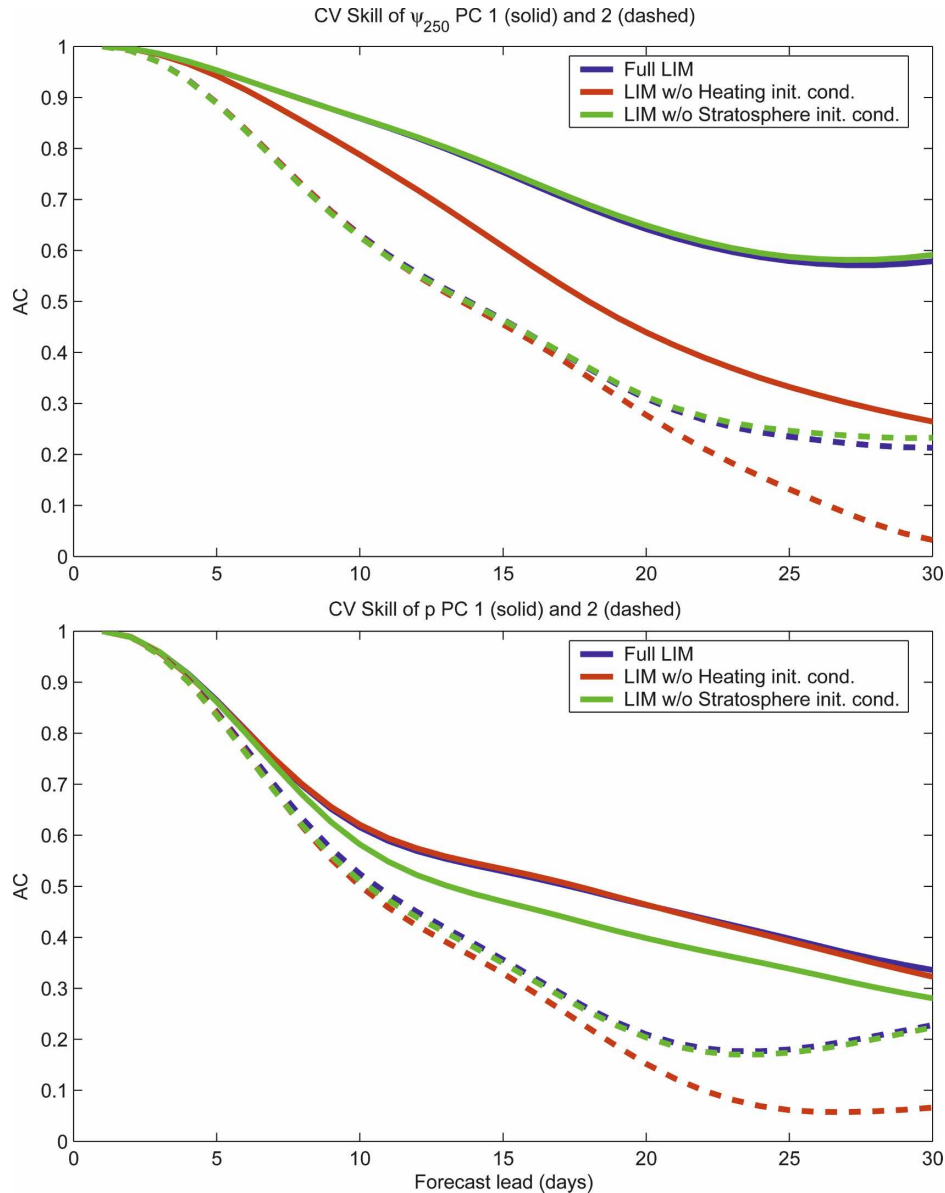 CV Skill of ψ250 PC 1 (solid) and 2 (dashed)
Full LIM
LIM w/o Heating init. cond.
LIM w/o Stratosphere init. cond.
AC
1
0.9
0.8
0.7
0.6
0.5
0.4
0.3
0.2
0.1
0
0 5 10 15 20 25 30
CV Skill of p PC 1 (solid) and 2 (dashed)
Full LIM
LIM w/o Heating init. cond.
LIM w/o Stratosphere init. cond.
AC
1
0.9
0.8
0.7
0.6
0.5
0.4
0.3
0.2
0.1
0
0 5 10 15 20 25 30
Forecast lead (days)